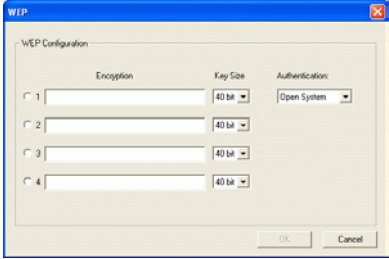 WEP
WEP Configuration
Encryption Key Size Authentication:
1 40 bit Open System
2 40 bit
3 40 bit
4 40 bit
OK Cancel